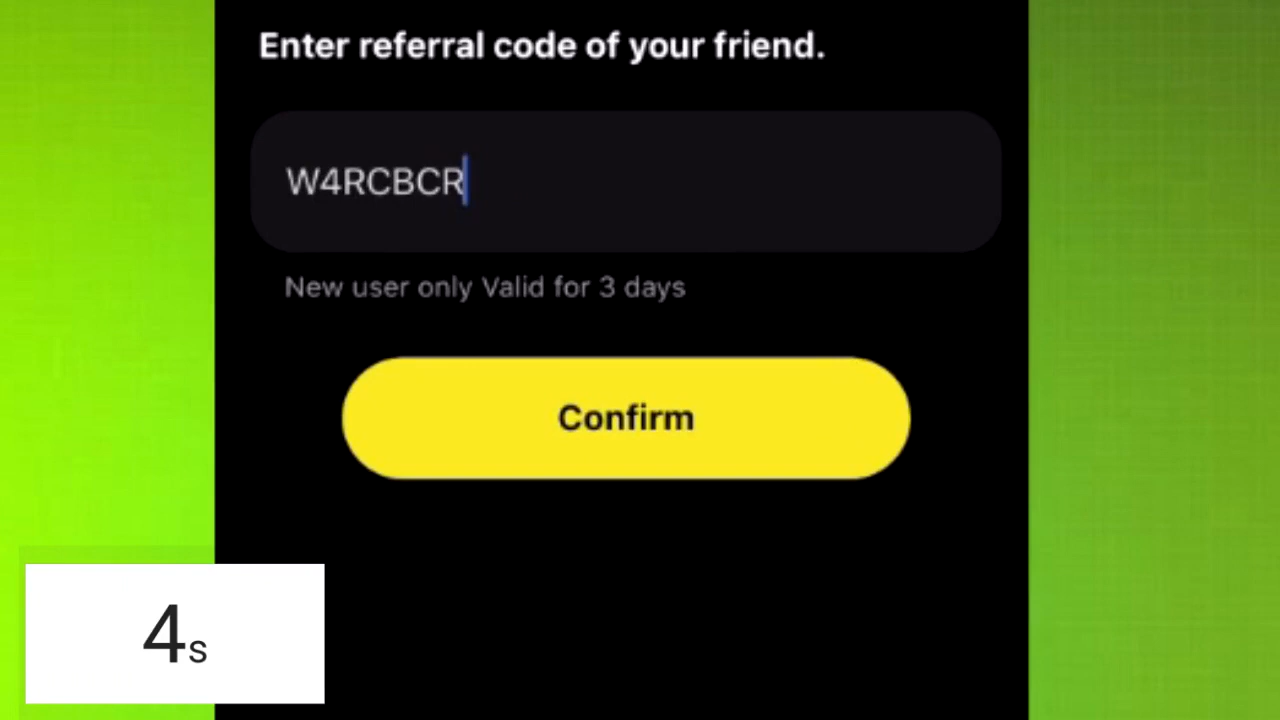 Enter referral code of your friend.
W4RCBCR
New user only Valid for 3 days
Confirm
4s